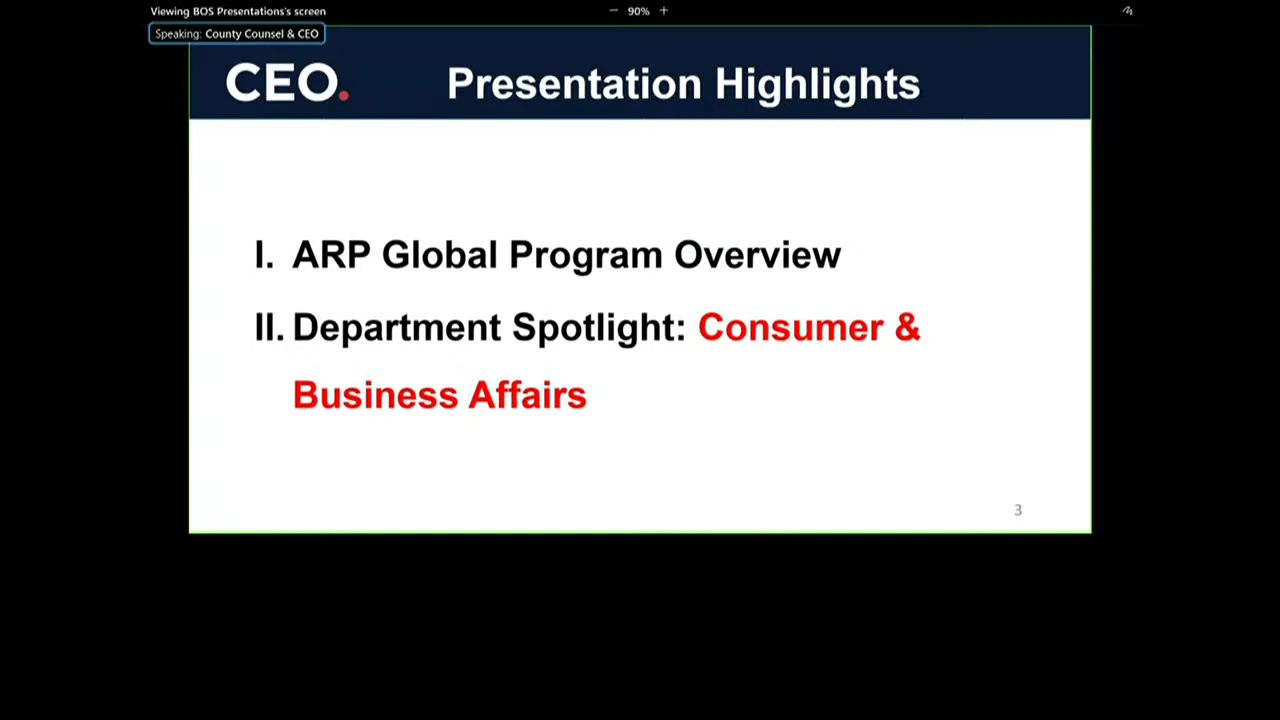 Viewing BOS Presentations's screen
90%
Speaking: County Counsel & CEO
CEO.
Presentation Highlights
I. ARP Global Program Overview
II. Department Spotlight: Consumer &
Business Affairs
3